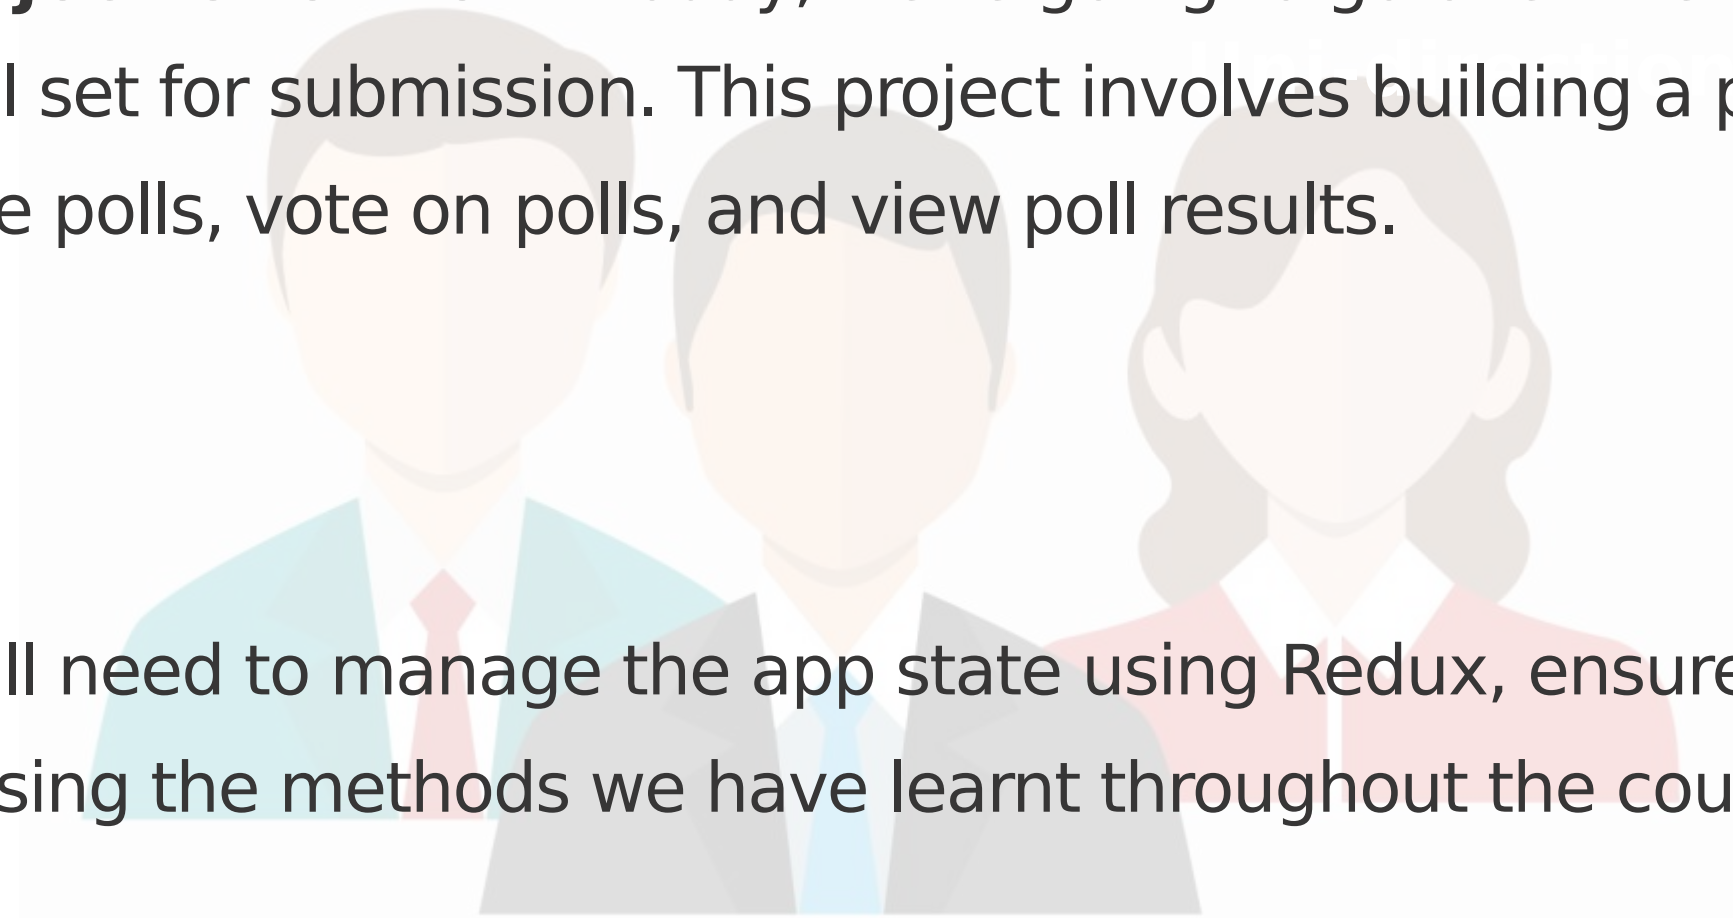 l set for submission. This project involves building a p
e polls, vote on polls, and view poll results.
ll need to manage the app state using Redux, ensure
sing the methods we have learnt throughout the cou